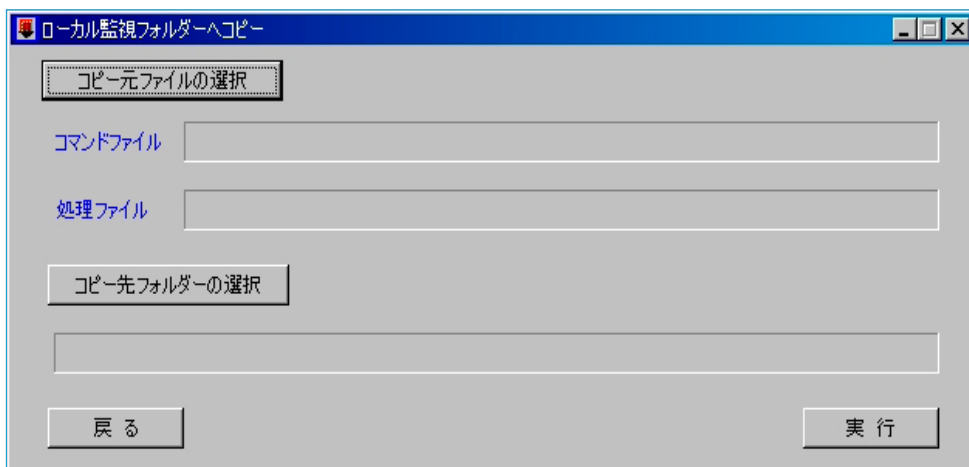 ローカル監視フォルダーへコピー
コピー元ファイルの選択
コマンドファイル
処理ファイル
コピー先フォルダーの選択
戻 る
実 行